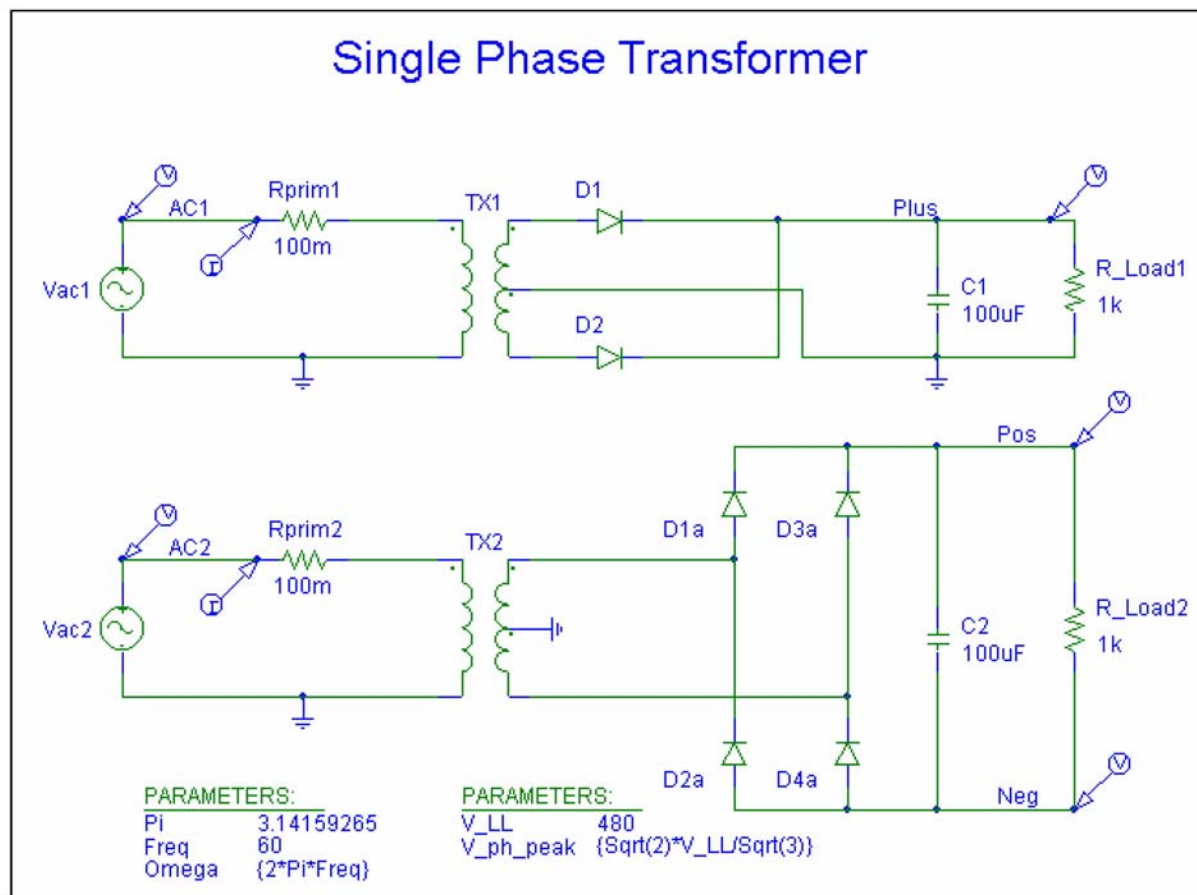 Single Phase Transformer
V
V
AC1
Rprim1
100m
I
Vac1
TX1
D1
D2
Plus
C1
100uF
R_Load1
1k
V
V
AC2
Rprim2
100m
I
Vac2
TX2
D1a
D3a
D2a
D4a
Pos
C2
100uF
R_Load2
1k
V
Neg
PARAMETERS:
Pi 3.14159265
Freq 60
Omega {2*Pi*Freq}
PARAMETERS:
V_LL 480
V_ph_peak {Sqrt(2)*V_LL/Sqrt(3)}